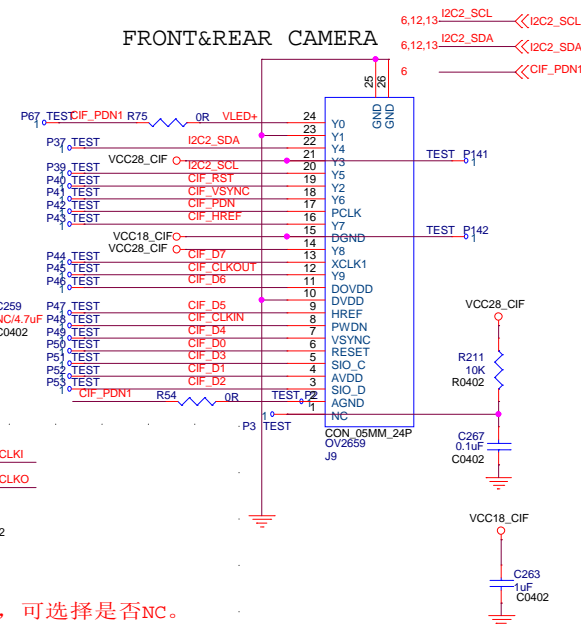 FRONT&REAR CAMERA
6,12,13 I2C2_SCL I2C2_SCL
6,12,13 I2C2_SDA I2C2_SDA
6 CIF_PDN1
25 26
GND GND
P67 TEST CIF_PDN1 R75 0R VLED+ 24 Y0
1
23 Y1
P37 TEST I2C2_SDA 22 Y4
VCC28_CIF 21 Y3 TEST P141
1
P39 TEST I2C2_SCL 20 Y5
P40 TEST CIF_RST 19 Y2
P41 TEST CIF_VSYNC 18 Y6
P42 TEST CIF_PDN 17 PCLK
P43 TEST CIF_HREF 16 Y7
VCC18_CIF 15 DGND TEST P142
1
VCC28_CIF 14 Y8
P44 TEST CIF_D7 13 XCLK1
P45 TEST CIF_CLKOUT 12 Y9
P46 TEST CIF_D6 11 DOVDD
10 DVDD
C259
NC/4.7uF
C0402
P47 TEST CIF_D5 9 HREF
P48 TEST CIF_CLKIN 8 PWDN
P49 TEST CIF_D4 7 VSYNC
P50 TEST CIF_D0 6 RESET
P51 TEST CIF_D3 5 SIO_C
P52 TEST CIF_D1 4 AVDD
P53 TEST CIF_D2 3 SIO_D
CIF_PDN1 R54 0R TEST P2 2 AGND
1 1 NC
P3 TEST
CON_05MM_24P
OV2659
J9
VCC28_CIF
R211
10K
R0402
C267
0.1uF
C0402
CLKI
CLKO
2
VCC18_CIF
C263
1uF
C0402
，可选择是否NC。